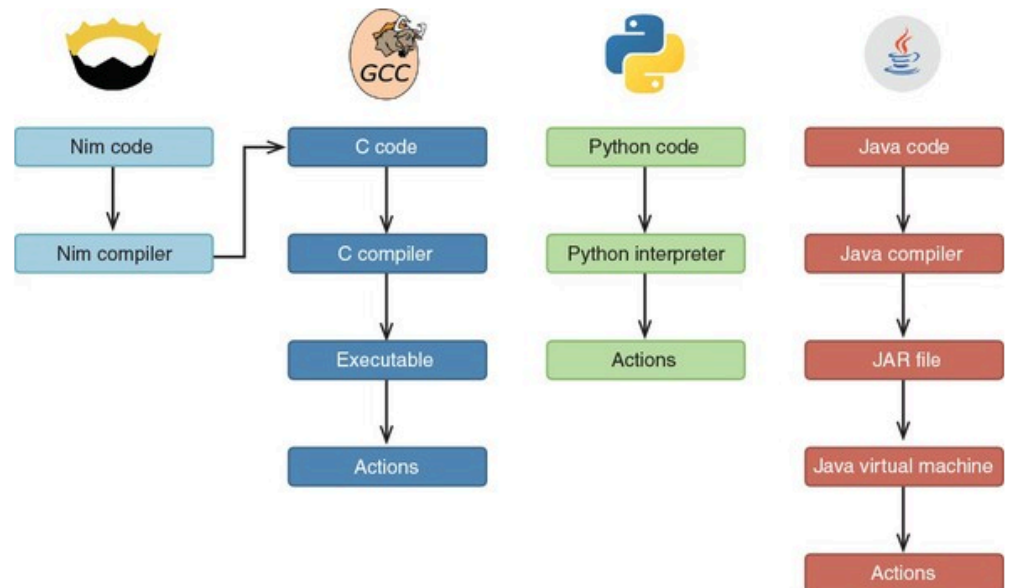 GCC
Nim code
C code
Python code
Java code
Nim compiler
C compiler
Python interpreter
Java compiler
Executable
Actions
JAR file
Actions
Java virtual machine
Actions